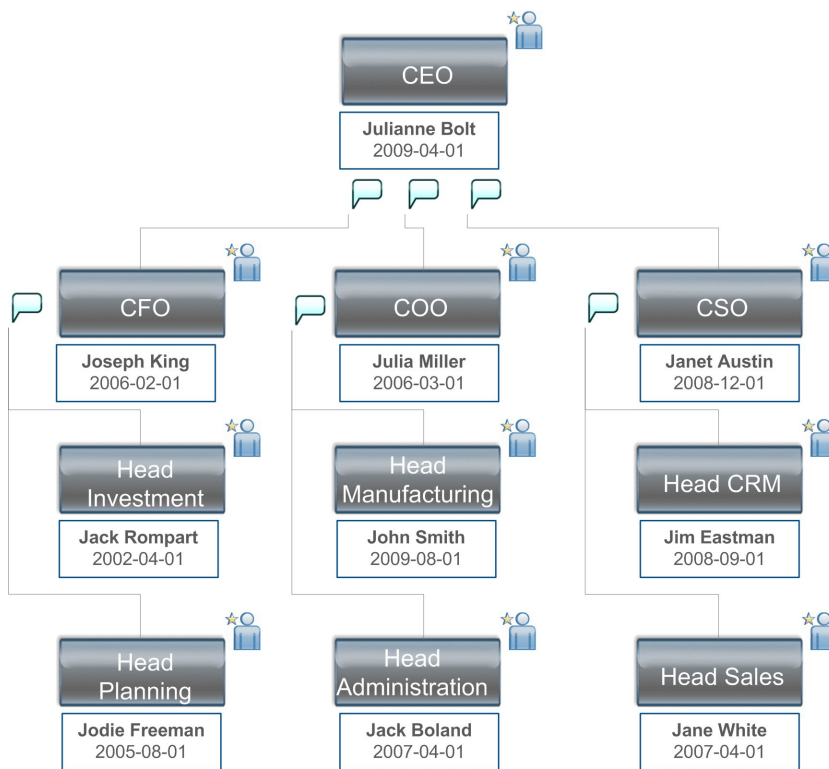 CEO
Julianne Bolt
2009-04-01
CFO
Joseph King
2006-02-01
COO
Julia Miller
2006-03-01
CSO
Janet Austin
2008-12-01
Head
Investment
Jack Rompart
2002-04-01
Head
Manufacturing
John Smith
2009-08-01
Head CRM
Jim Eastman
2008-09-01
Head
Planning
Jodie Freeman
2005-08-01
Head
Administration
Jack Boland
2007-04-01
Head Sales
Jane White
2007-04-01